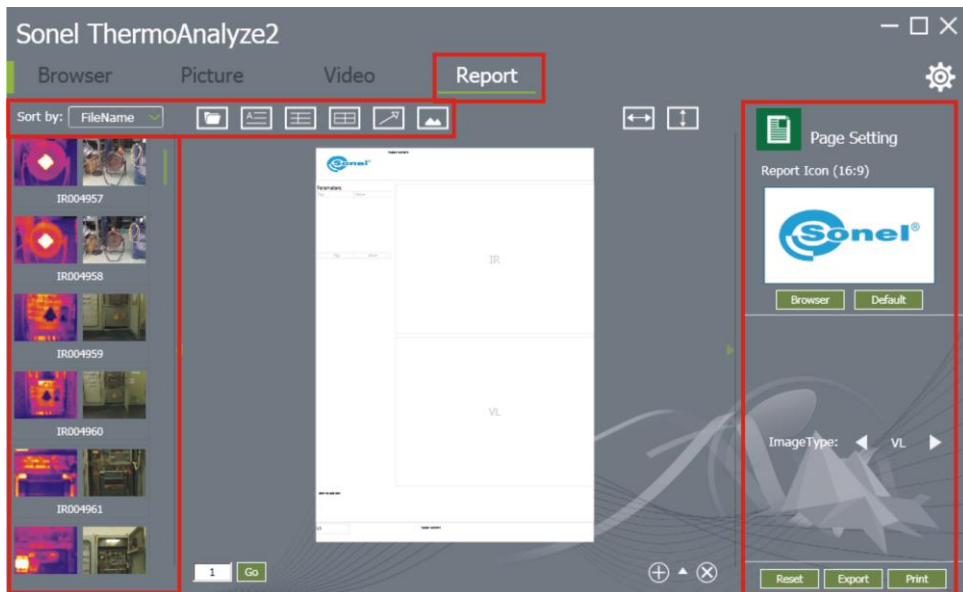 Sonel ThermoAnalyze2
Browser Picture Video Report
Sort by: FileName
Page Setting
Report Icon (16:9)
Sonel®
Browser Default
ImageType: VL
Reset Export Print
IR004957
IR004958
IR004959
IR004960
IR004961
Sonel®
Parameters
IR
VL
1 Go